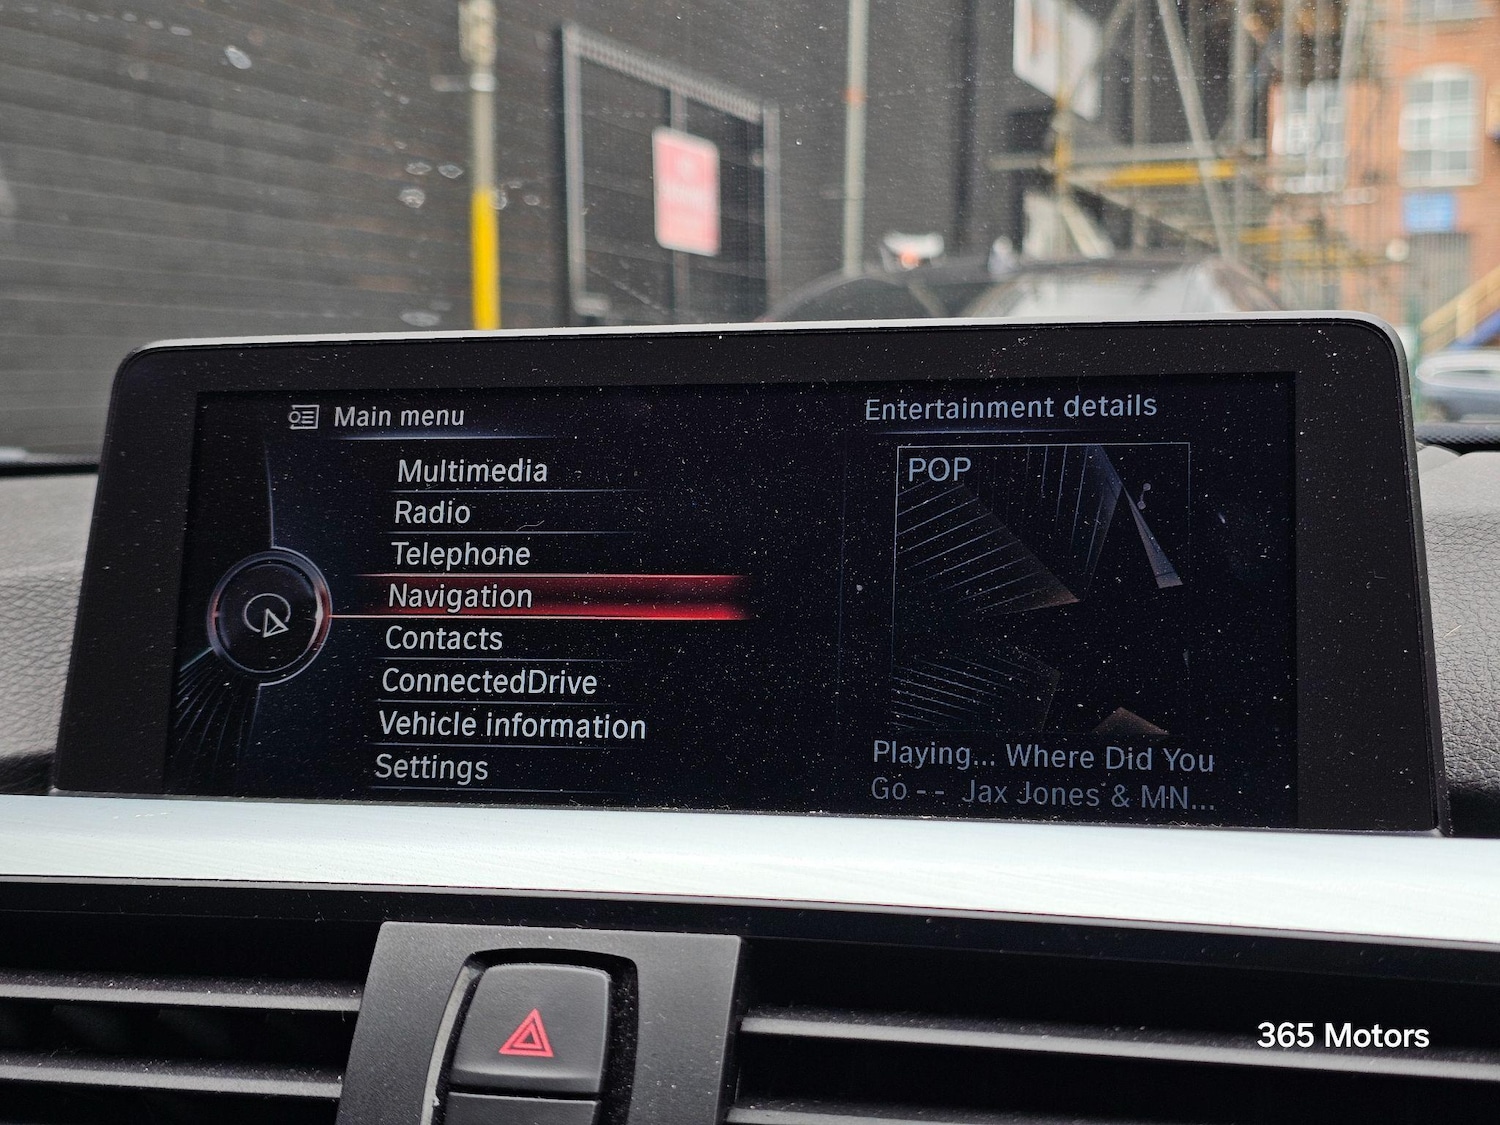 Main menu
Multimedia
Radio
Telephone
Navigation
Contacts
ConnectedDrive
Vehicle information
Settings
Entertainment details
POP
Playing... Where Did You
Go - - Jax Jones & MN...
365 Motors